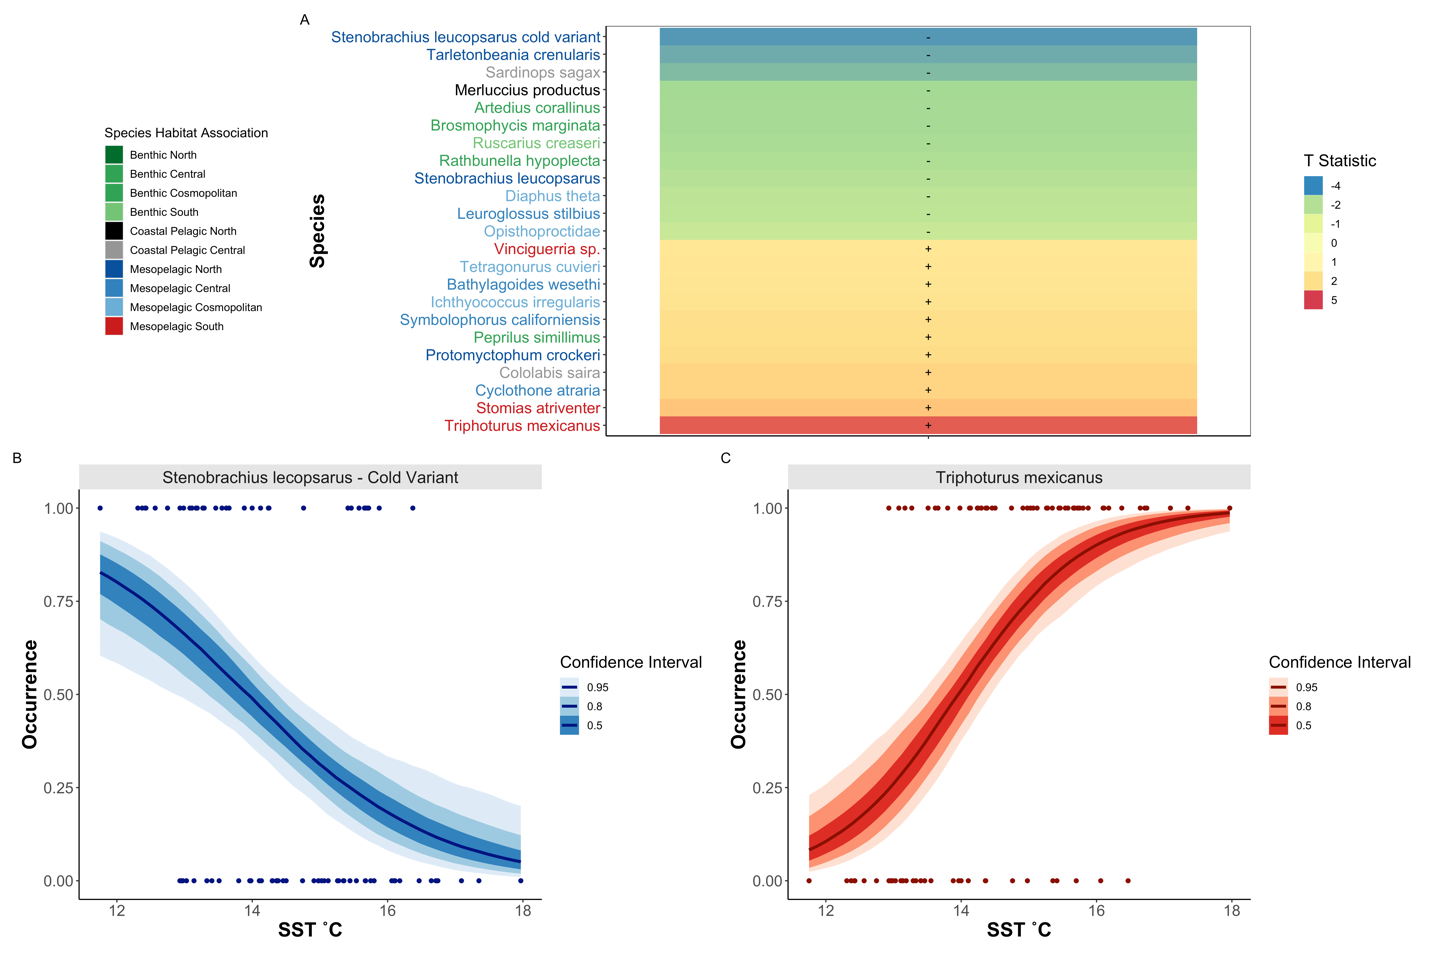 A
Stenobrachius leucopsarus cold variant
-
Tarletonbeania crenularis
-
Sardinops sagax
-
Merluccius productus
-
Artedius corallinus
-
Brosmophycis marginata
-
Ruscarius creaseri
-
Rathbunella hypoplecta
-
Stenobrachius leucopsarus
-
Diaphus theta
-
Leuroglossus stilbius
-
Opisthoproctidae
-
Vinciguerria sp.
+
Tetragonurus cuvieri
+
Bathylagoides wesethi
+
Ichthyococcus irregularis
+
Symbolophorus californiensis
+
Peprilus simillimus
+
Protomyctophum crockeri
+
Cololabis saira
+
Cyclothone atraria
+
Stomias atriventer
+
Triphoturus mexicanus
+
Species
Species Habitat Association
Benthic North
Benthic Central
Benthic Cosmopolitan
Benthic South
Coastal Pelagic North
Coastal Pelagic Central
Mesopelagic North
Mesopelagic Central
Mesopelagic Cosmopolitan
Mesopelagic South
T Statistic
-4
-2
-1
0
1
2
5
B
Stenobrachius lecopsarus - Cold Variant
1.00
0.75
0.50
0.25
0.00
Occurrence
12 14 16 18
SST ˚C
Confidence Interval
0.95
0.8
0.5
C
Triphoturus mexicanus
1.00
0.75
0.50
0.25
0.00
Occurrence
12 14 16 18
SST ˚C
Confidence Interval
0.95
0.8
0.5